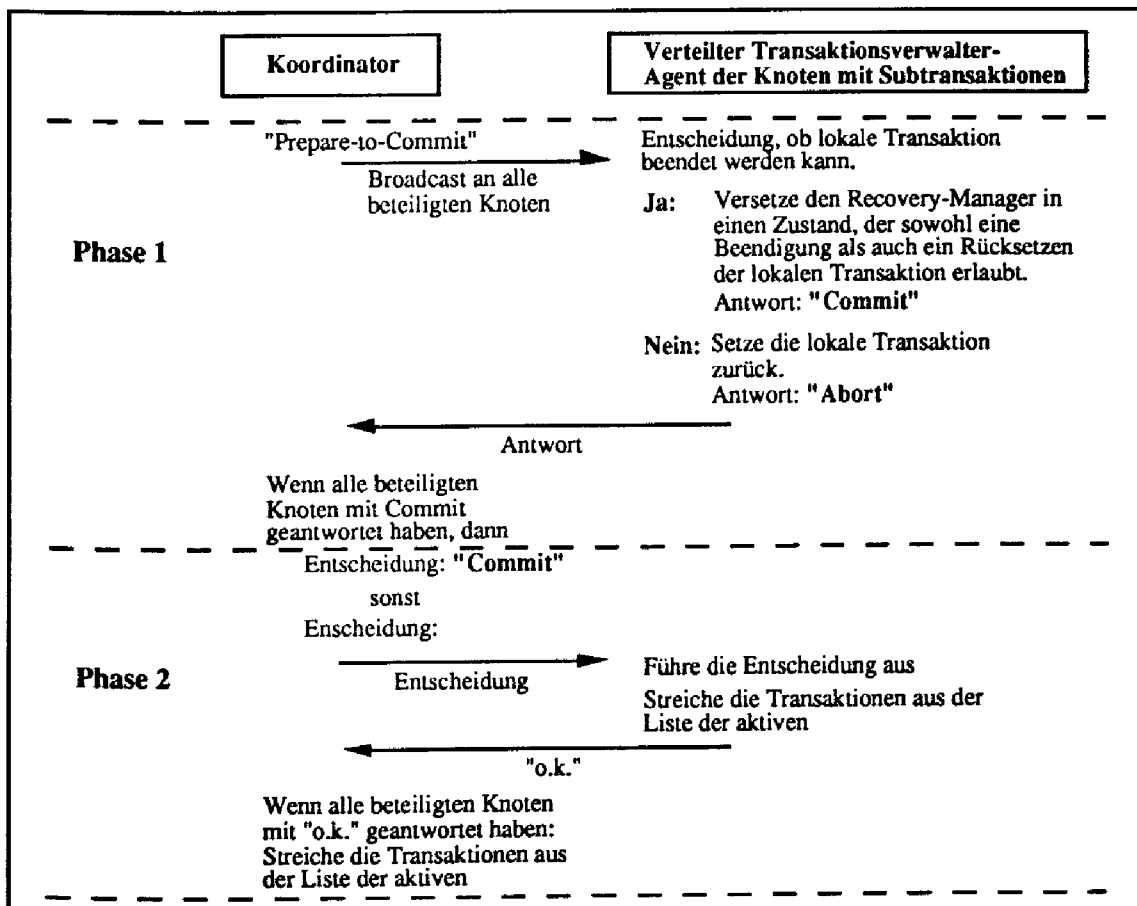 Koordinator
Verteilter Transaktionsverwalter-
Agent der Knoten mit Subtransaktionen
"Prepare-to-Commit"
Broadcast an alle
beteiligten Knoten
Entscheidung, ob lokale Transaktion
beendet werden kann.
Phase 1
Ja: Versetze den Recovery-Manager in
einen Zustand, der sowohl eine
Beendigung als auch ein Rücksetzen
der lokalen Transaktion erlaubt.
Antwort: "Commit"
Nein: Setze die lokale Transaktion
zurück.
Antwort: "Abort"
Antwort
Wenn alle beteiligten
Knoten mit Commit
geantwortet haben, dann
Entscheidung: "Commit"
sonst
Enscheidung:
Phase 2
Entscheidung
Führe die Entscheidung aus
Streiche die Transaktionen aus der
Liste der aktiven
"o.k."
Wenn alle beteiligten Knoten
mit "o.k." geantwortet haben:
Streiche die Transaktionen aus
der Liste der aktiven